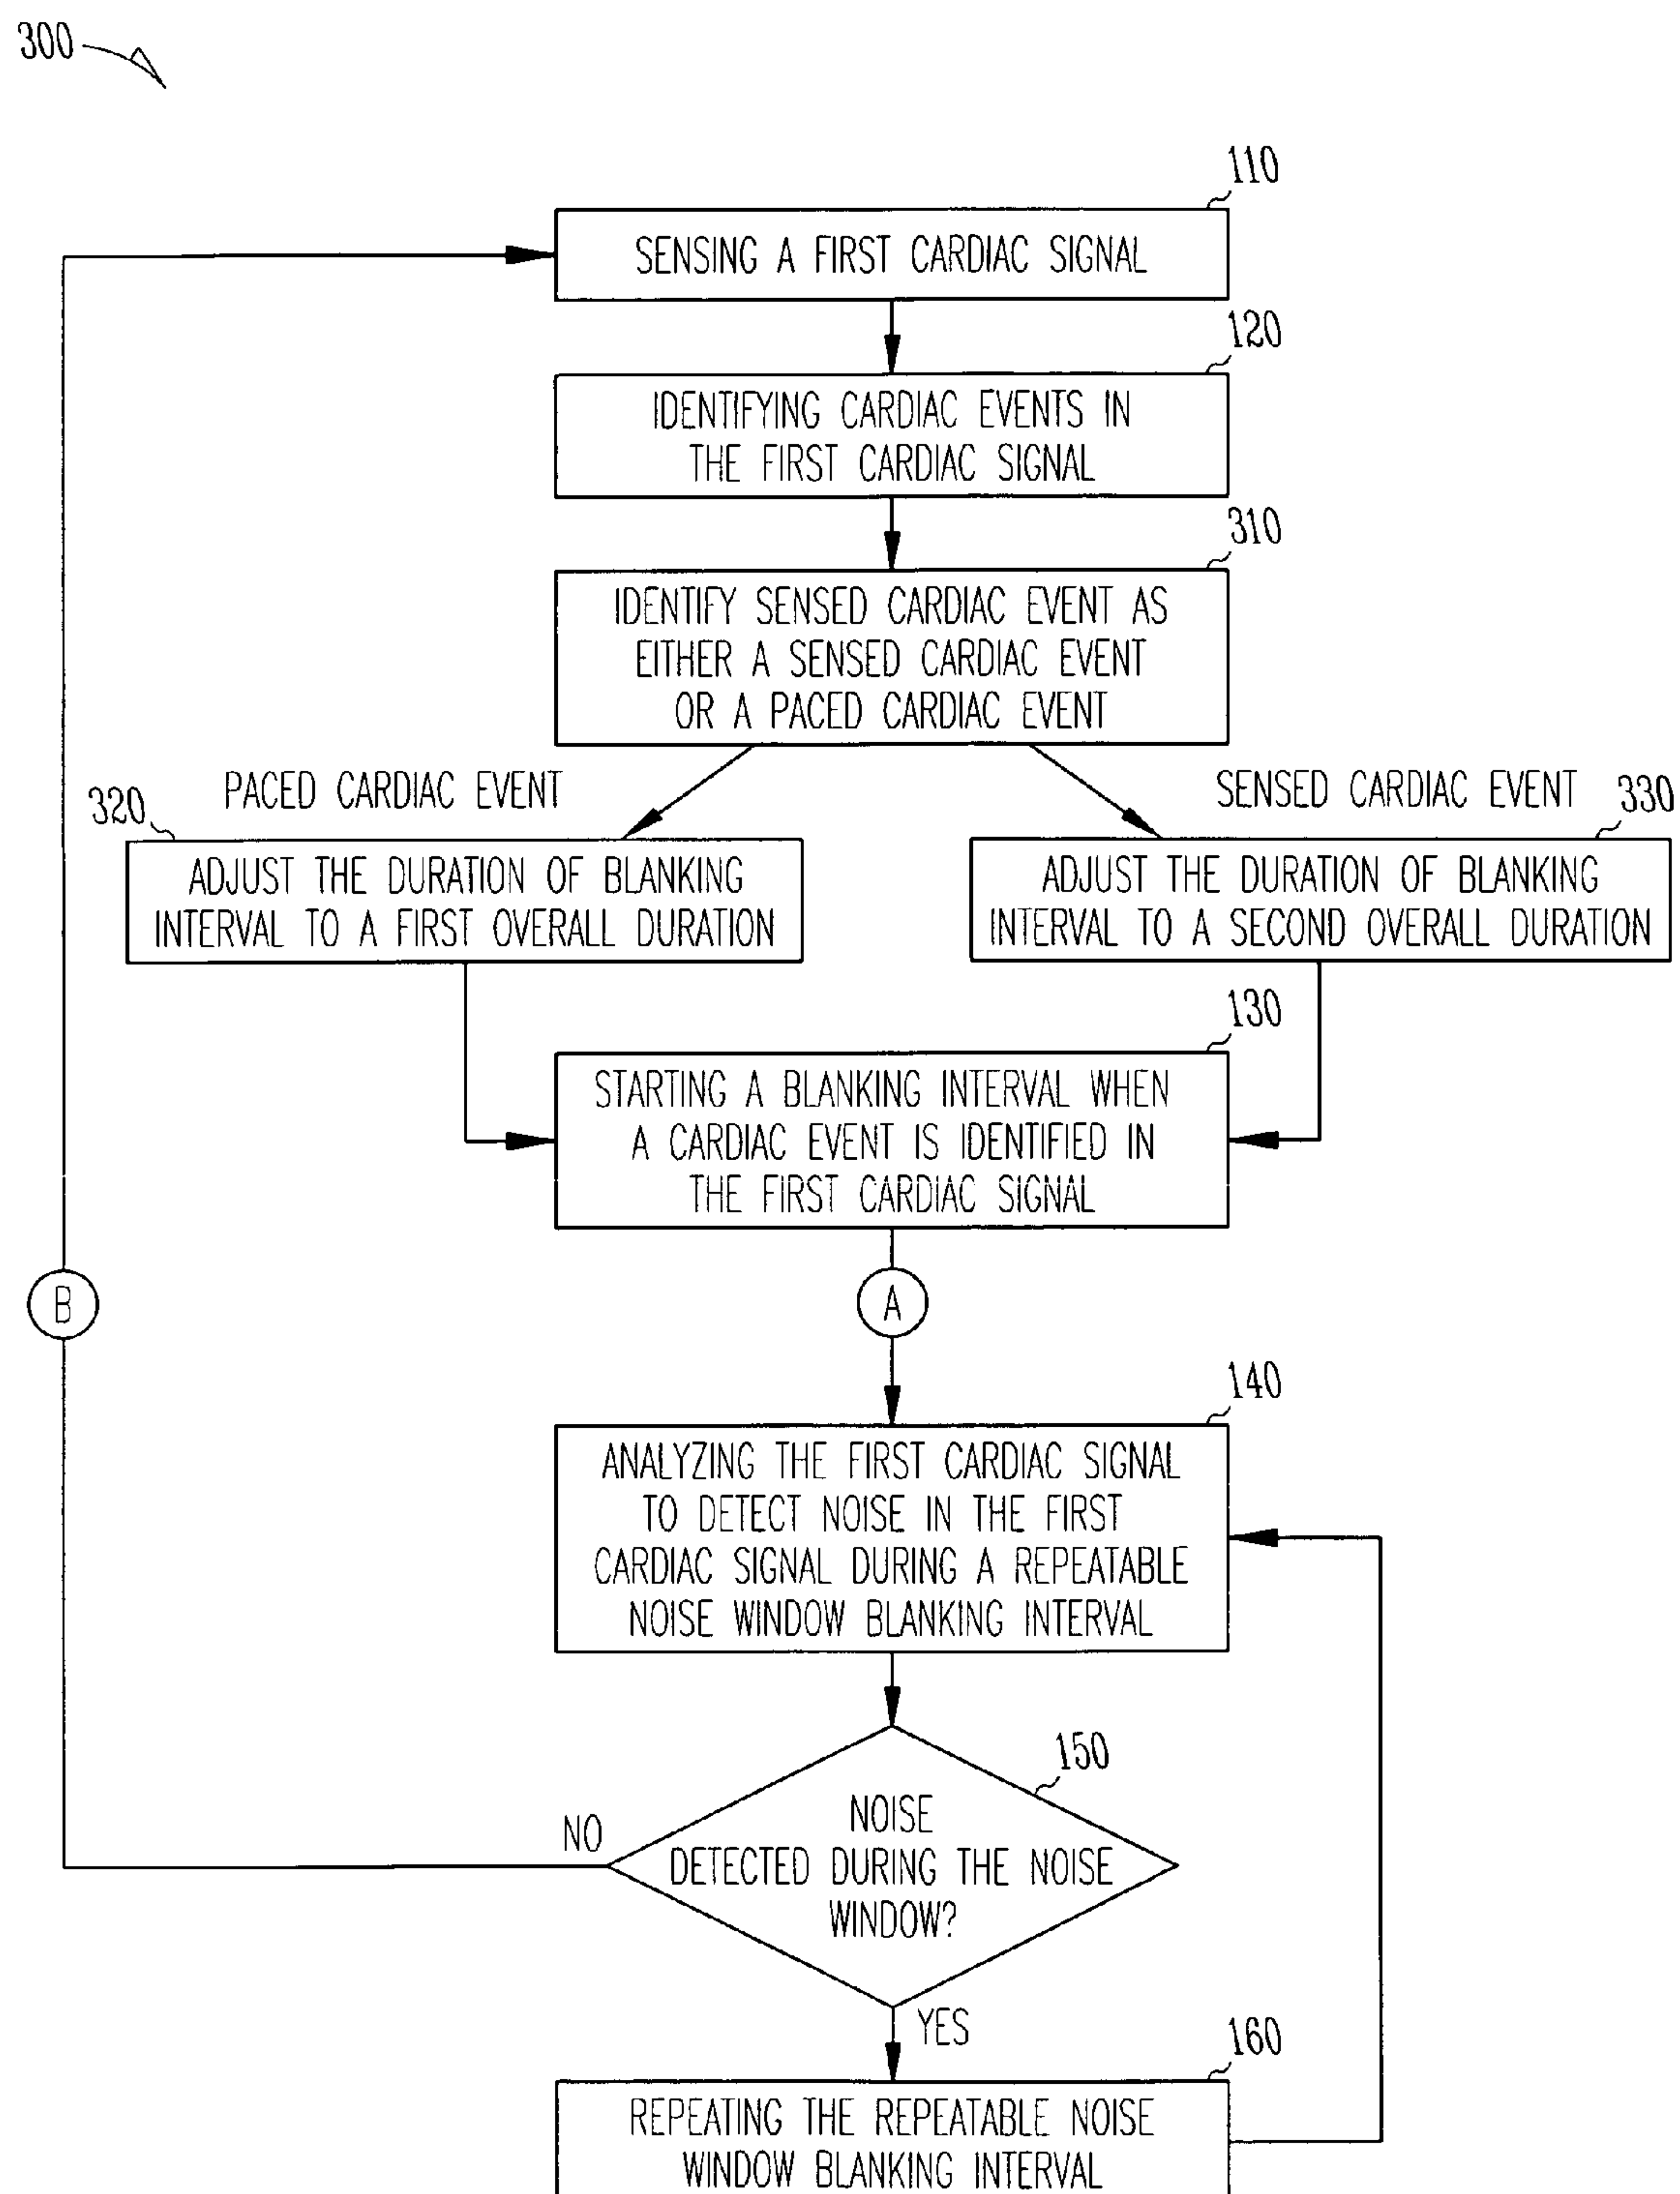 300
110
SENSING A FIRST CARDIAC SIGNAL
120
IDENTIFYING CARDIAC EVENTS IN
THE FIRST CARDIAC SIGNAL
310
IDENTIFY SENSED CARDIAC EVENT AS
EITHER A SENSED CARDIAC EVENT
OR A PACED CARDIAC EVENT
PACED CARDIAC EVENT
SENSED CARDIAC EVENT
320
ADJUST THE DURATION OF BLANKING
INTERVAL TO A FIRST OVERALL DURATION
330
ADJUST THE DURATION OF BLANKING
INTERVAL TO A SECOND OVERALL DURATION
130
STARTING A BLANKING INTERVAL WHEN
A CARDIAC EVENT IS IDENTIFIED IN
THE FIRST CARDIAC SIGNAL
B
A
140
ANALYZING THE FIRST CARDIAC SIGNAL
TO DETECT NOISE IN THE FIRST
CARDIAC SIGNAL DURING A REPEATABLE
NOISE WINDOW BLANKING INTERVAL
150
NO
NOISE
DETECTED DURING THE NOISE
WINDOW?
YES
160
REPEATING THE REPEATABLE NOISE
WINDOW BLANKING INTERVAL